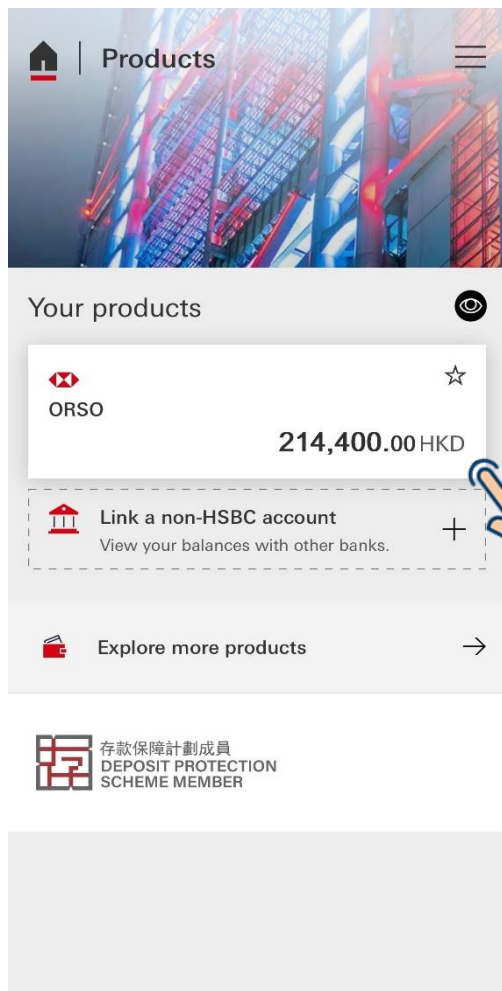 Products
Your products
ORSO
214,400.00 HKD
Link a non-HSBC account
View your balances with other banks.
Explore more products
存款保障計劃成員
DEPOSIT PROTECTION
SCHEME MEMBER